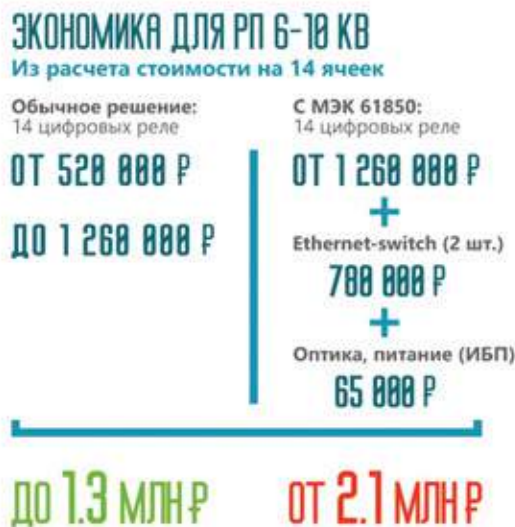 ЭКОНОМИКА ДЛЯ РП 6-10 КВ
Из расчета стоимости на 14 ячеек
Обычное решение:
14 цифровых реле
ОТ 520 000 ₽
ДО 1 260 000 ₽
С МЭК 61850:
14 цифровых реле
ОТ 1 260 000 ₽
+
Ethernet-switch (2 шт.)
780 000 ₽
+
Оптика, питание (ИБП)
65 000 ₽
ДО 1.3 МЛН ₽
ОТ 2.1 МЛН ₽